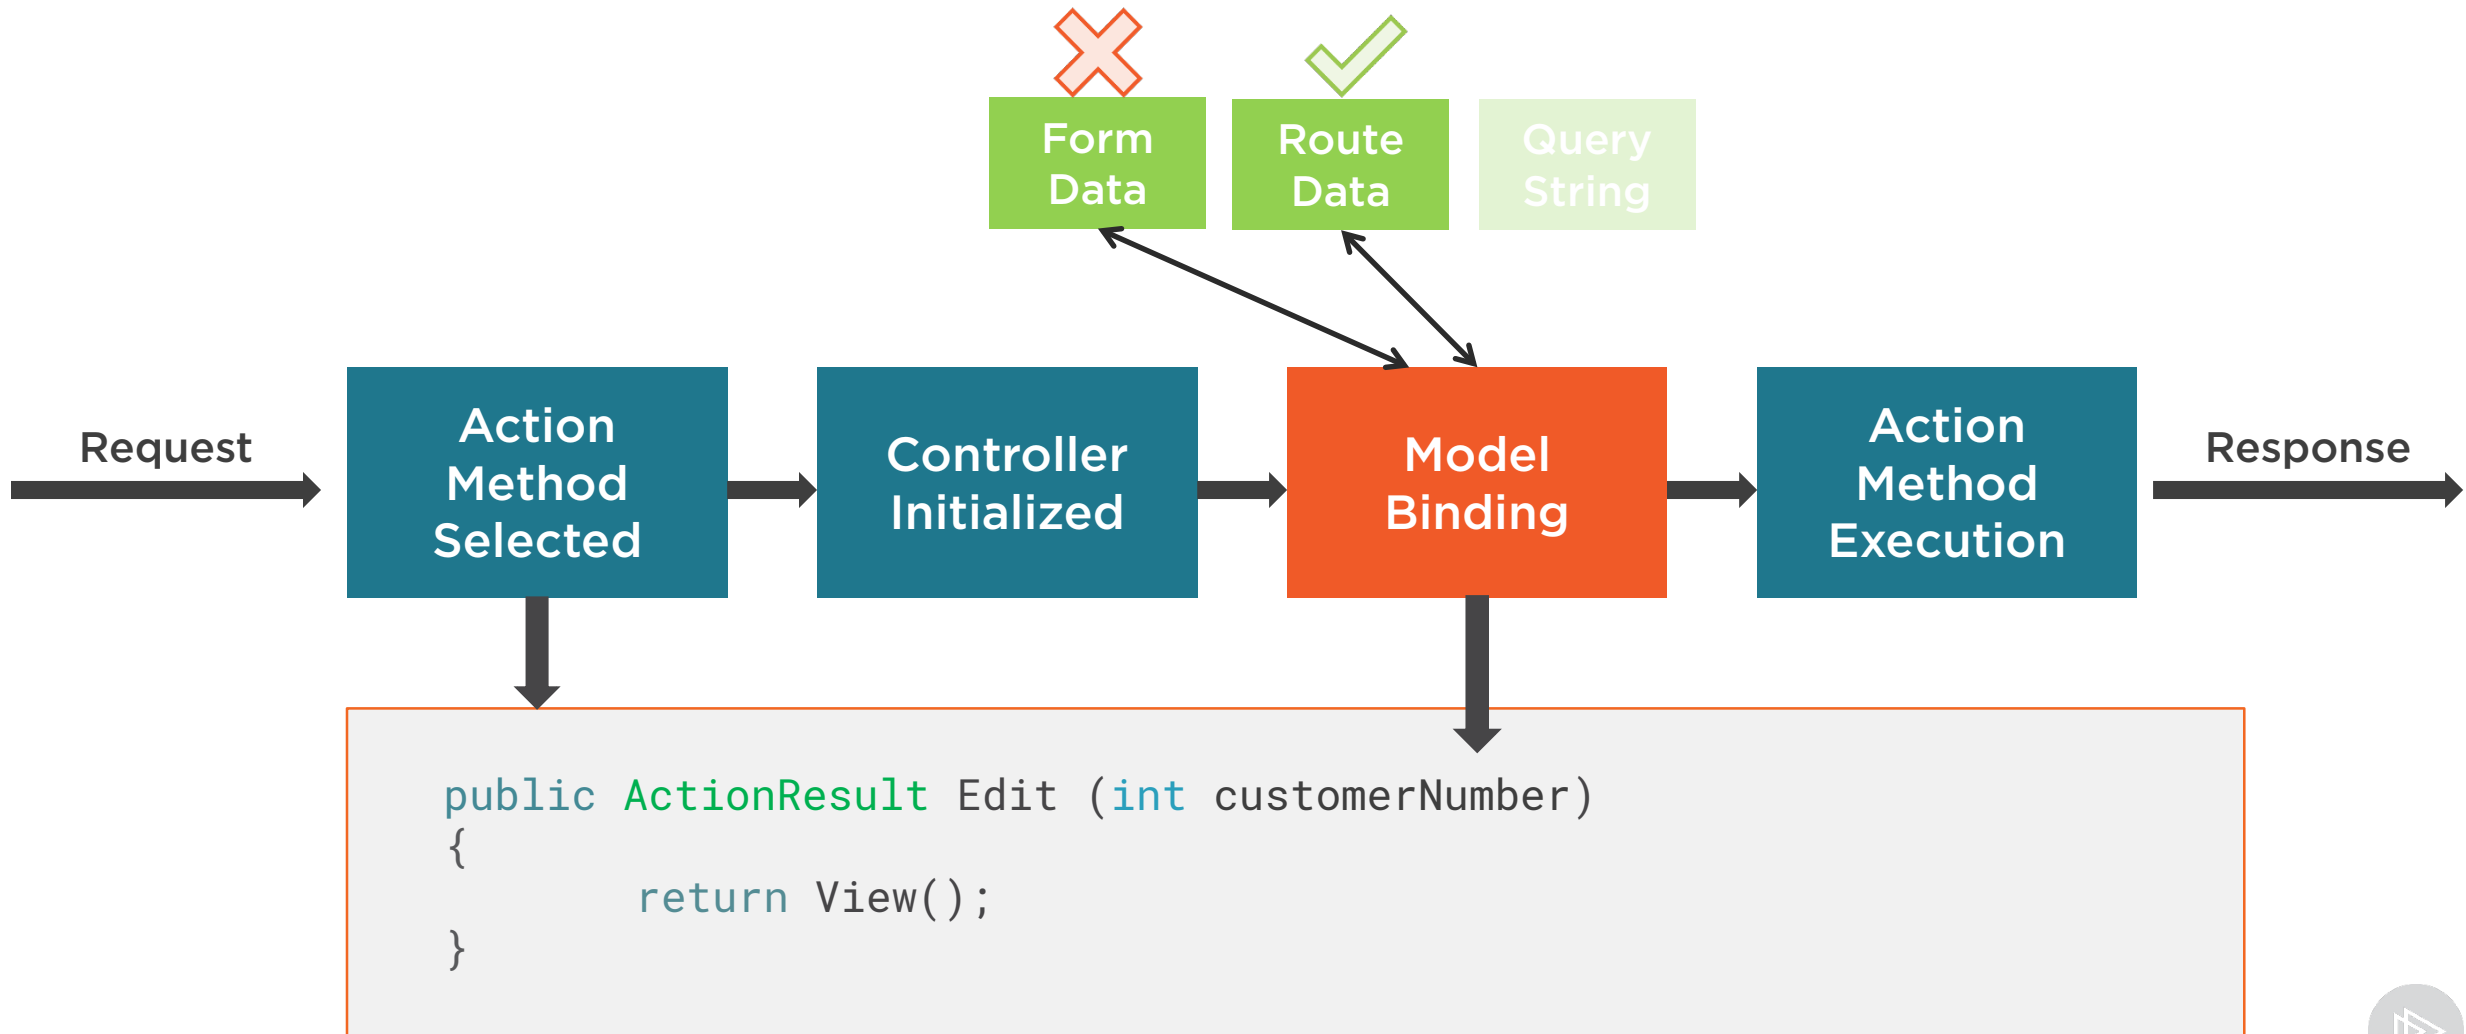 Form
Data
Route
Data
Query
String
Request
Action
Method
Selected
Controller
Initialized
Model
Binding
Action
Method
Execution
Response
public ActionResult Edit (int customerNumber)
{
return View();
}